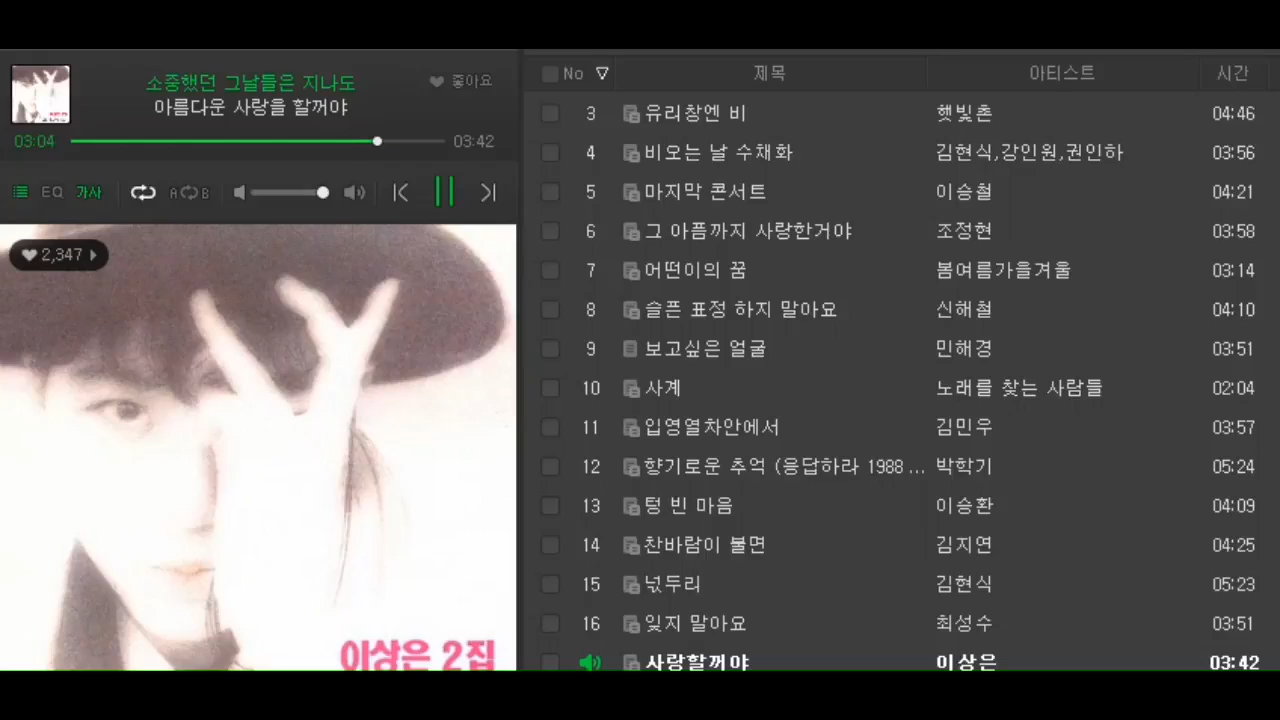 소중했던 그날들은 지나도
아름다운 사랑을 할꺼야
좋아요
03:04 03:42
EQ 가사 A B
2,347
이상은 2집
No 제목 아티스트 시간
3 유리창엔 비 햇빛촌 04:46
4 비오는 날 수채화 김현식,강인원,권인하 03:56
5 마지막 콘서트 이승철 04:21
6 그 아픔까지 사랑한거야 조정현 03:58
7 어떤이의 꿈 봄여름가을겨울 03:14
8 슬픈 표정 하지 말아요 신해철 04:10
9 보고싶은 얼굴 민해경 03:51
10 사계 노래를 찾는 사람들 02:04
11 입영열차안에서 김민우 03:57
12 향기로운 추억 (응답하라 1988 ... 박학기 05:24
13 텅 빈 마음 이승환 04:09
14 찬바람이 불면 김지연 04:25
15 넋두리 김현식 05:23
16 잊지 말아요 최성수 03:51
사랑할꺼야 이상은 03:42